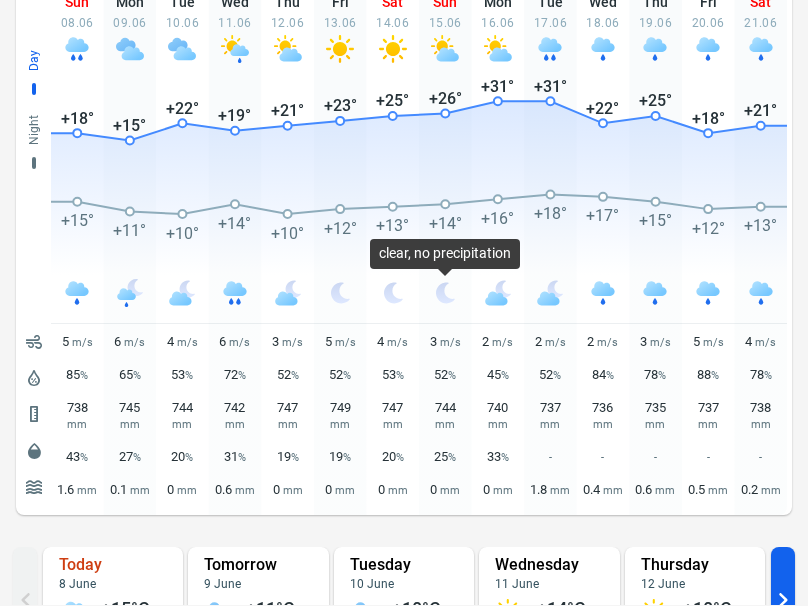 Sun Mon Tue Wed Thu Fri Sat Sun Mon Tue Wed Thu Fri Sat
08.06 09.06 10.06 11.06 12.06 13.06 14.06 15.06 16.06 17.06 18.06 19.06 20.06 21.06
Day
+18° +15° +22° +19° +21° +23° +25° +26° +31° +31° +22° +25° +18° +21°
Night
+15° +11° +10° +14° +10° +12° +13° +14° +16° +18° +17° +15° +12° +13°
clear, no precipitation
5 m/s 6 m/s 4 m/s 6 m/s 3 m/s 5 m/s 4 m/s 3 m/s 2 m/s 2 m/s 2 m/s 3 m/s 5 m/s 4 m/s
85% 65% 53% 72% 52% 52% 53% 52% 45% 52% 84% 78% 88% 78%
738 745 744 742 747 749 747 744 740 737 736 735 737 738
mm mm mm mm mm mm mm mm mm mm mm mm mm mm
43% 27% 20% 31% 19% 19% 20% 25% 33% - - - - -
1.6 mm 0.1 mm 0 mm 0.6 mm 0 mm 0 mm 0 mm 0 mm 0 mm 1.8 mm 0.4 mm 0.6 mm 0.5 mm 0.2 mm
Today Tomorrow Tuesday Wednesday Thursday
8 June 9 June 10 June 11 June 12 June